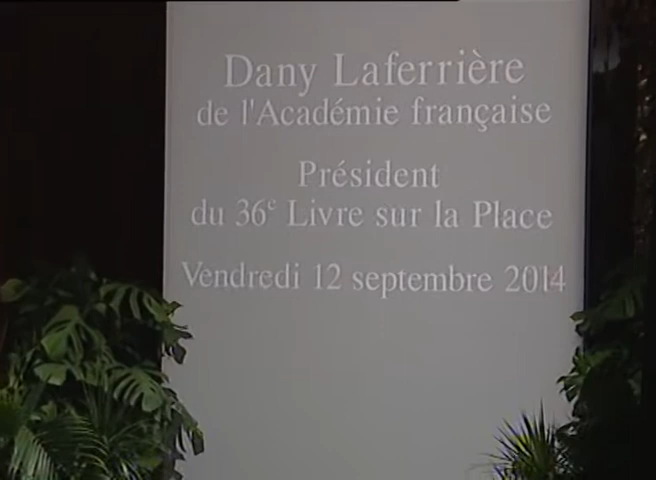 Dany Laferrière
de l'Académie française
Président
du 36e Livre sur la Place
Vendredi 12 septembre 2014